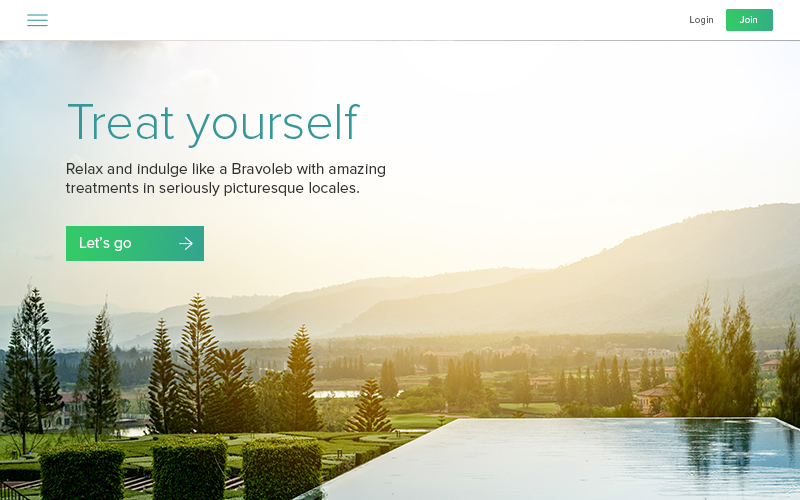 Login
Join
Treat yourself
Relax and indulge like a Bravoleb with amazing
treatments in seriously picturesque locales.
Let's go